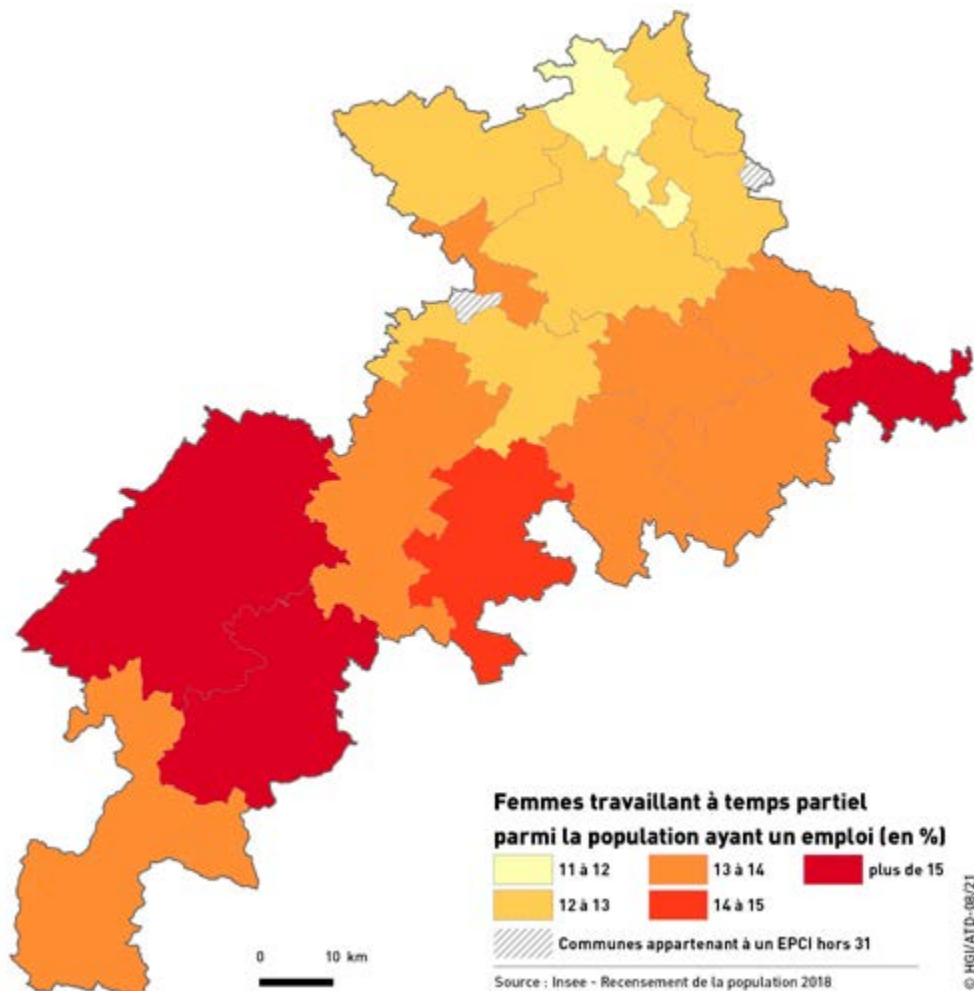 Femmes travaillant à temps partiel
parmi la population ayant un emploi (en %)
11 à 12
13 à 14
plus de 15
12 à 13
14 à 15
Communes appartenant à un EPCI hors 31
0 10 km
Source : Insee - Recensement de la population 2018
© HGI/ATD-08/21